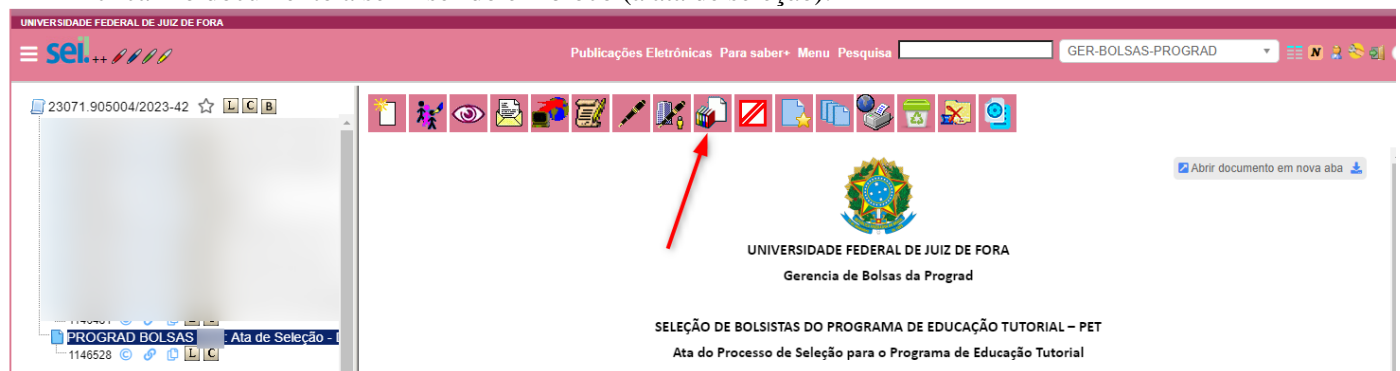 UNIVERSIDADE FEDERAL DE JUIZ DE FORA
sei. ++
Publicações Eletrônicas Para saber+ Menu Pesquisa
GER-BOLSAS-PROGRAD
N
23071.905004/2023-42 L C B
Abrir documento em nova aba
UNIVERSIDADE FEDERAL DE JUIZ DE FORA
Gerencia de Bolsas da Prograd
PROGRAD BOLSAS : Ata de Seleção -
1146528 L C
SELEÇÃO DE BOLSISTAS DO PROGRAMA DE EDUCAÇÃO TUTORIAL – PET
Ata do Processo de Seleção para o Programa de Educação Tutorial